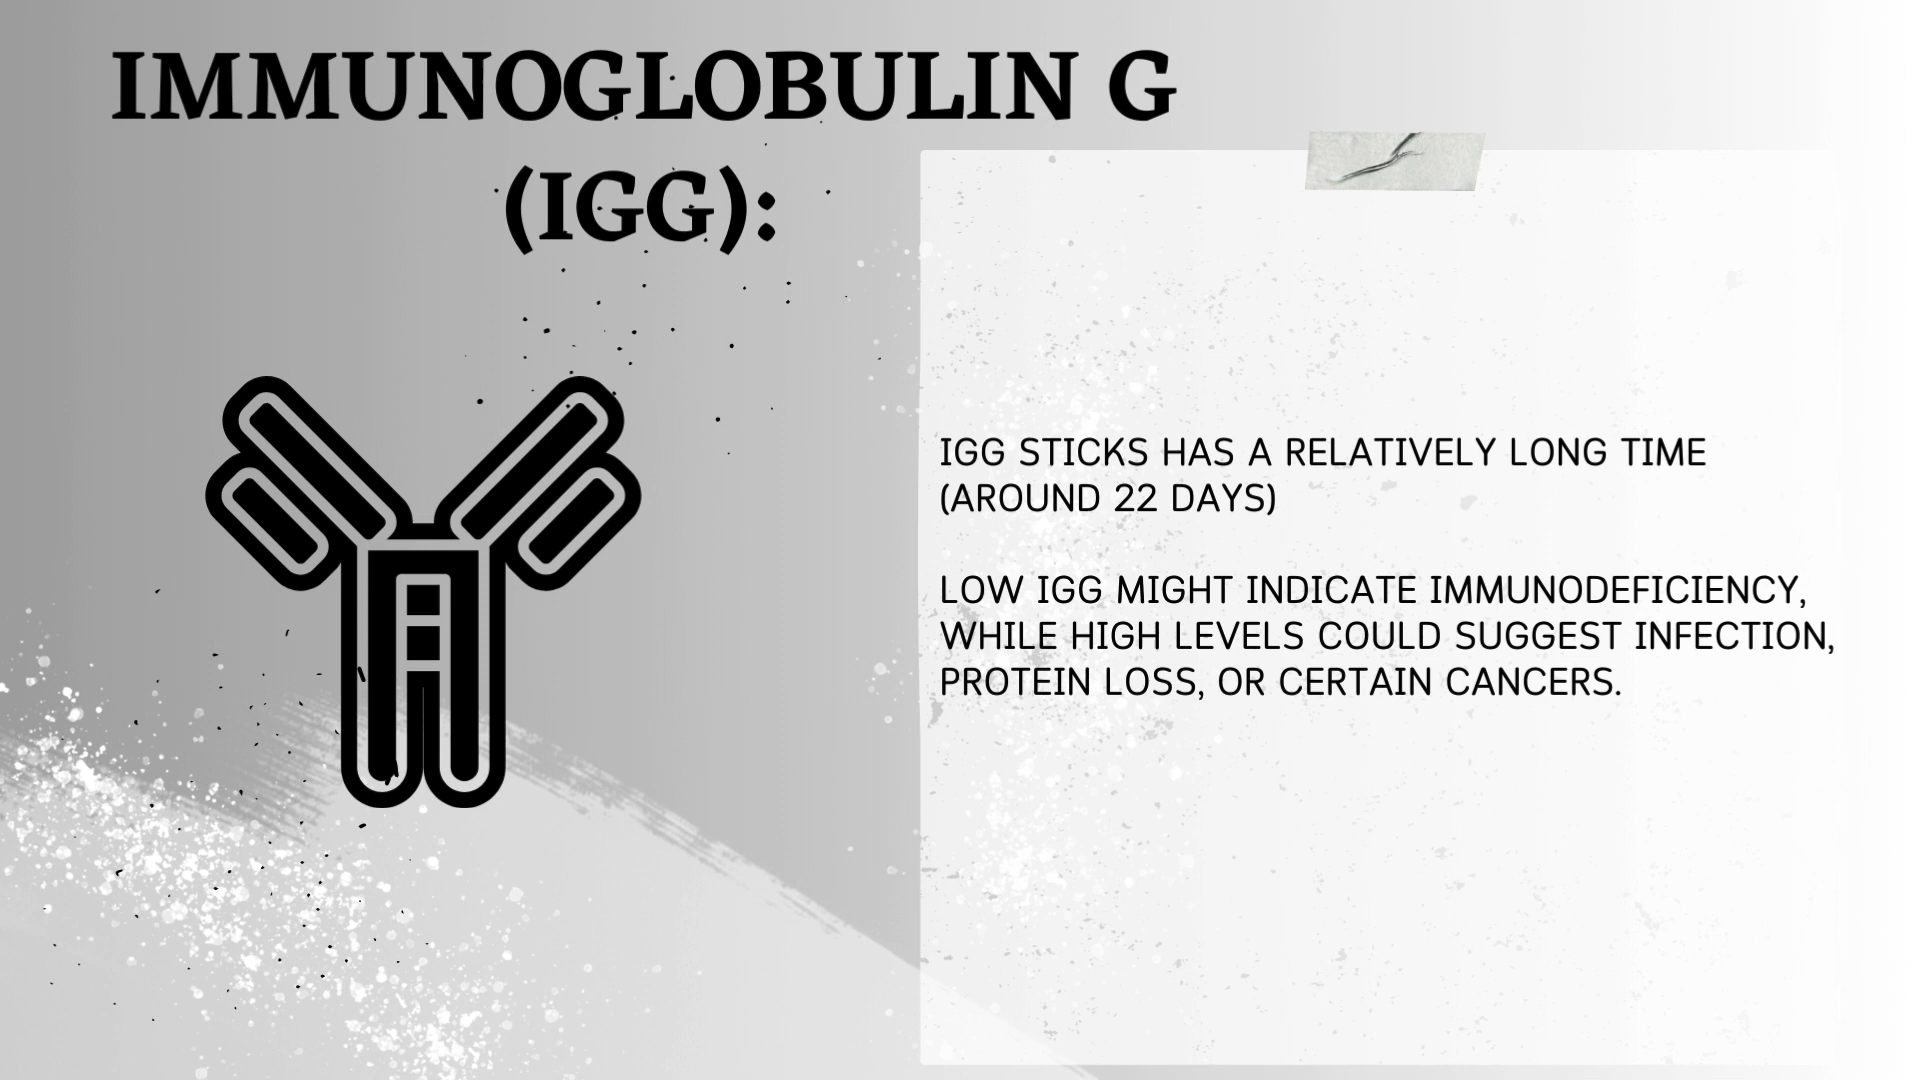 IMMUNOGLOBULIN G
(IGG):
IGG STICKS HAS A RELATIVELY LONG TIME
(AROUND 22 DAYS)
LOW IGG MIGHT INDICATE IMMUNODEFICIENCY,
WHILE HIGH LEVELS COULD SUGGEST INFECTION,
PROTEIN LOSS, OR CERTAIN CANCERS.